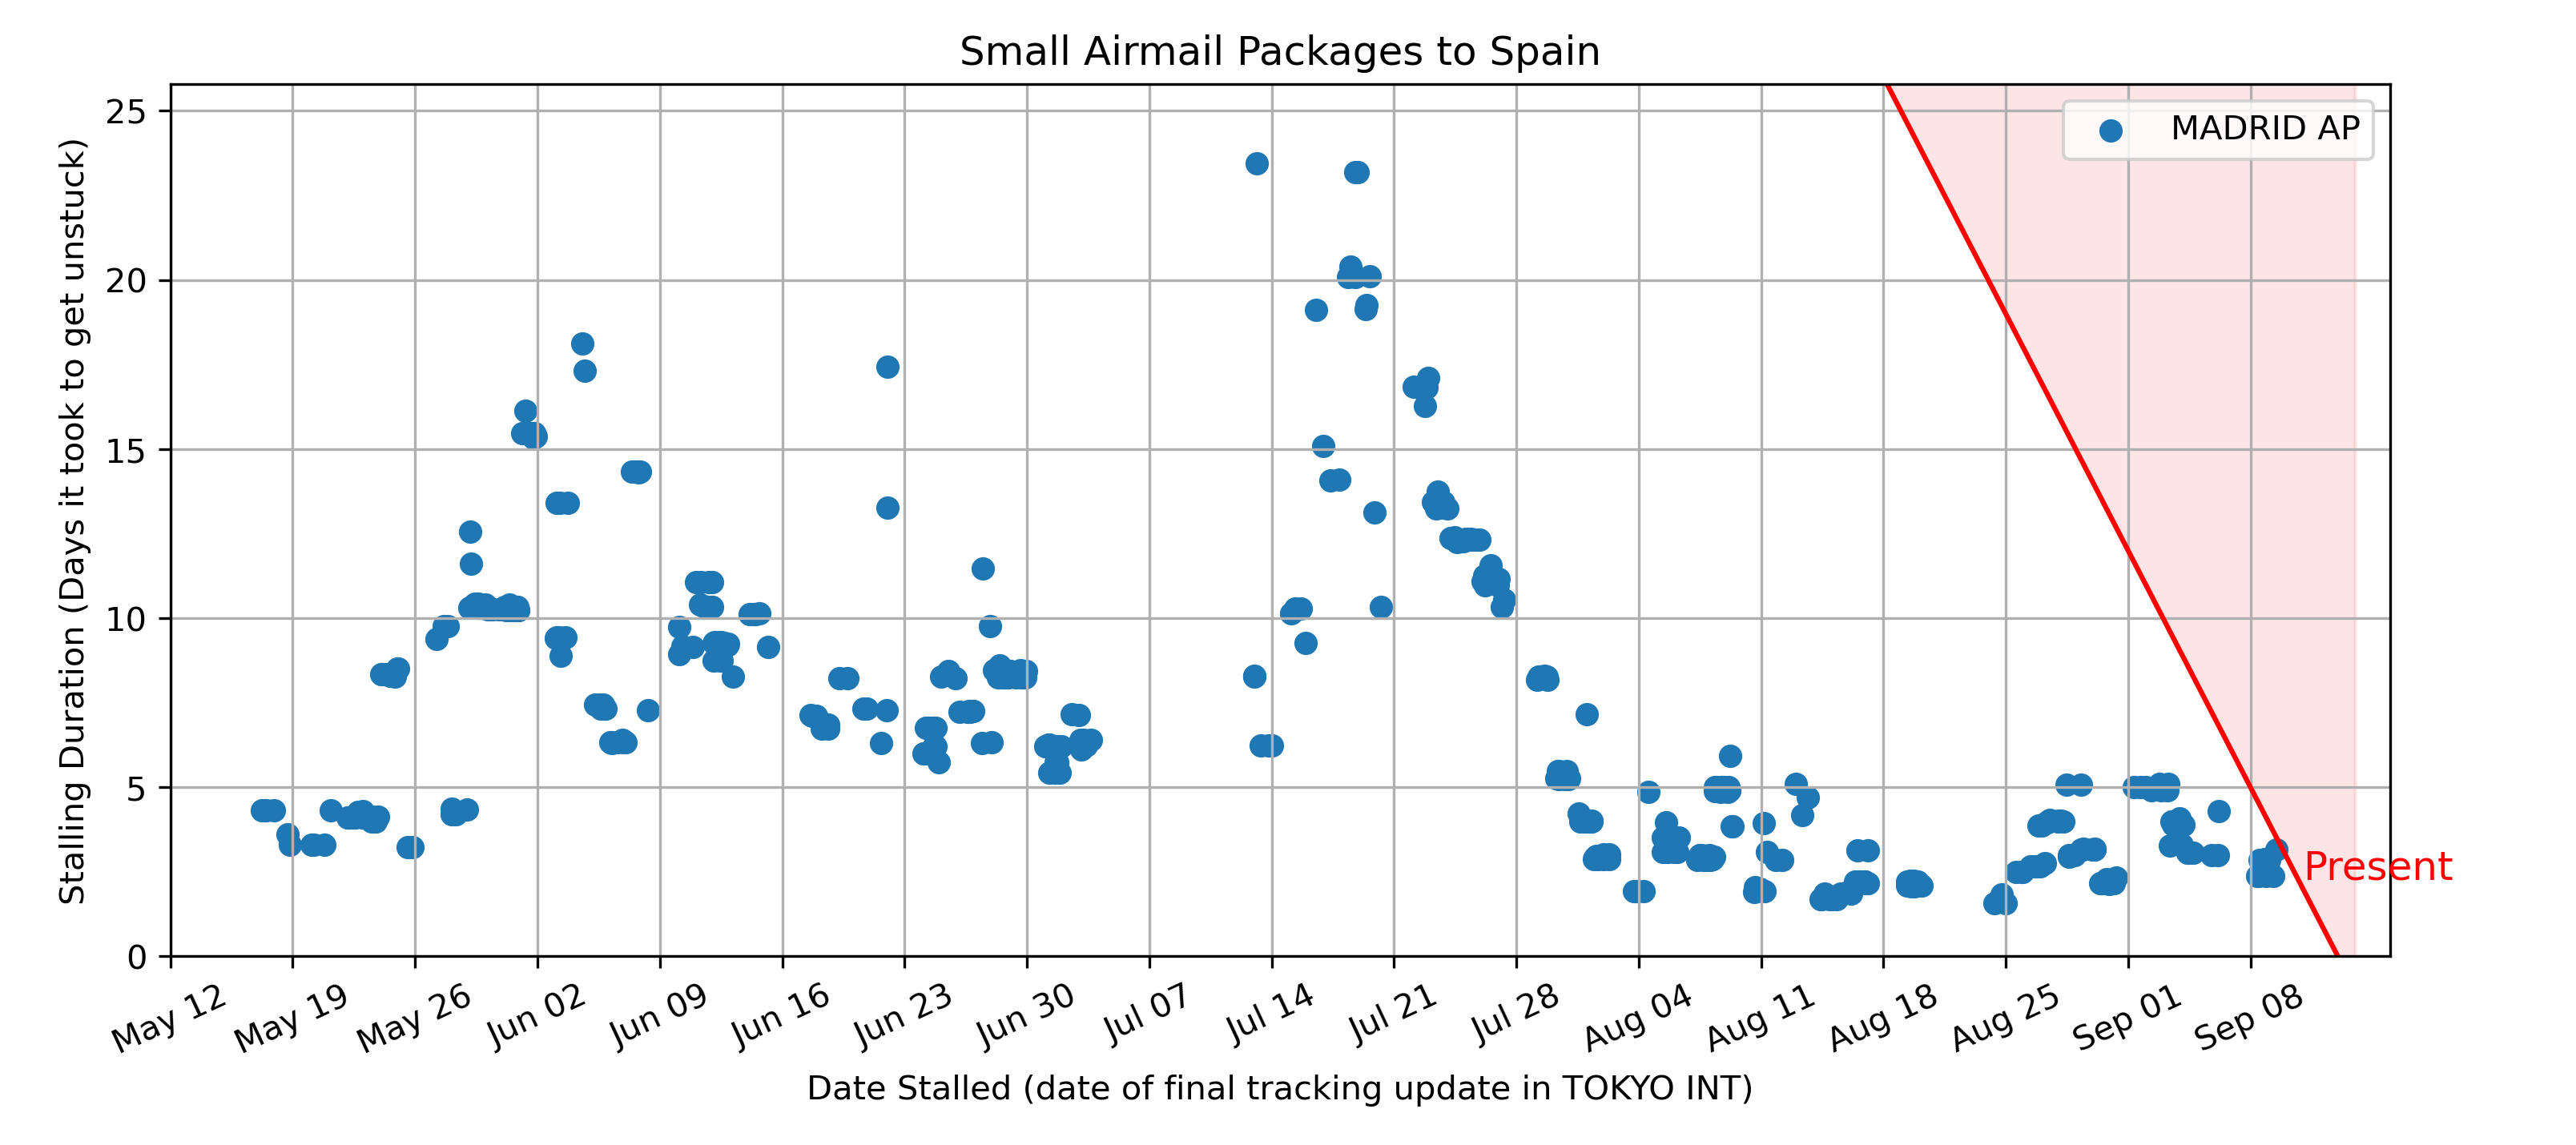 Small Airmail Packages to Spain
MADRID AP
Stalling Duration (Days it took to get unstuck)
25
20
15
10
5
0
Present
May 12
May 19
May 26
Jun 02
Jun 09
Jun 16
Jun 23
Jun 30
Jul 07
Jul 14
Jul 21
Jul 28
Aug 04
Aug 11
Aug 18
Aug 25
Sep 01
Sep 08
Date Stalled (date of final tracking update in TOKYO INT)